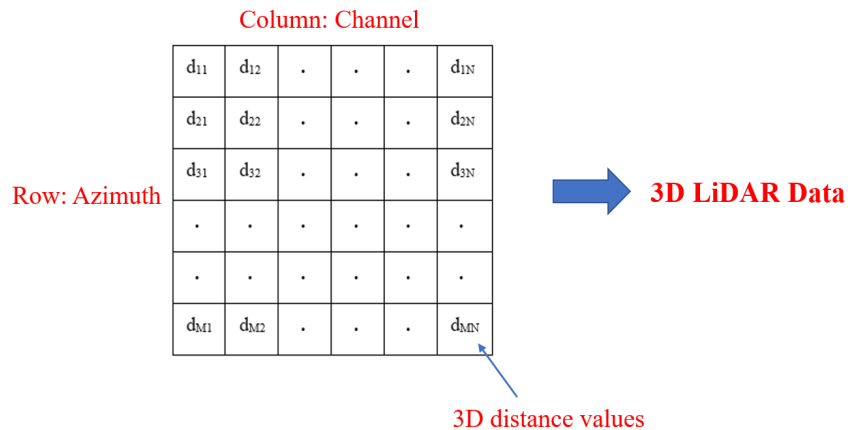 Column: Channel
d11 d12 . . . d1N
d21 d22 . . . d2N
d31 d32 . . . d3N
. . . . . .
. . . . . .
dM1 dM2 . . . dMN
Row: Azimuth
3D LiDAR Data
3D distance values